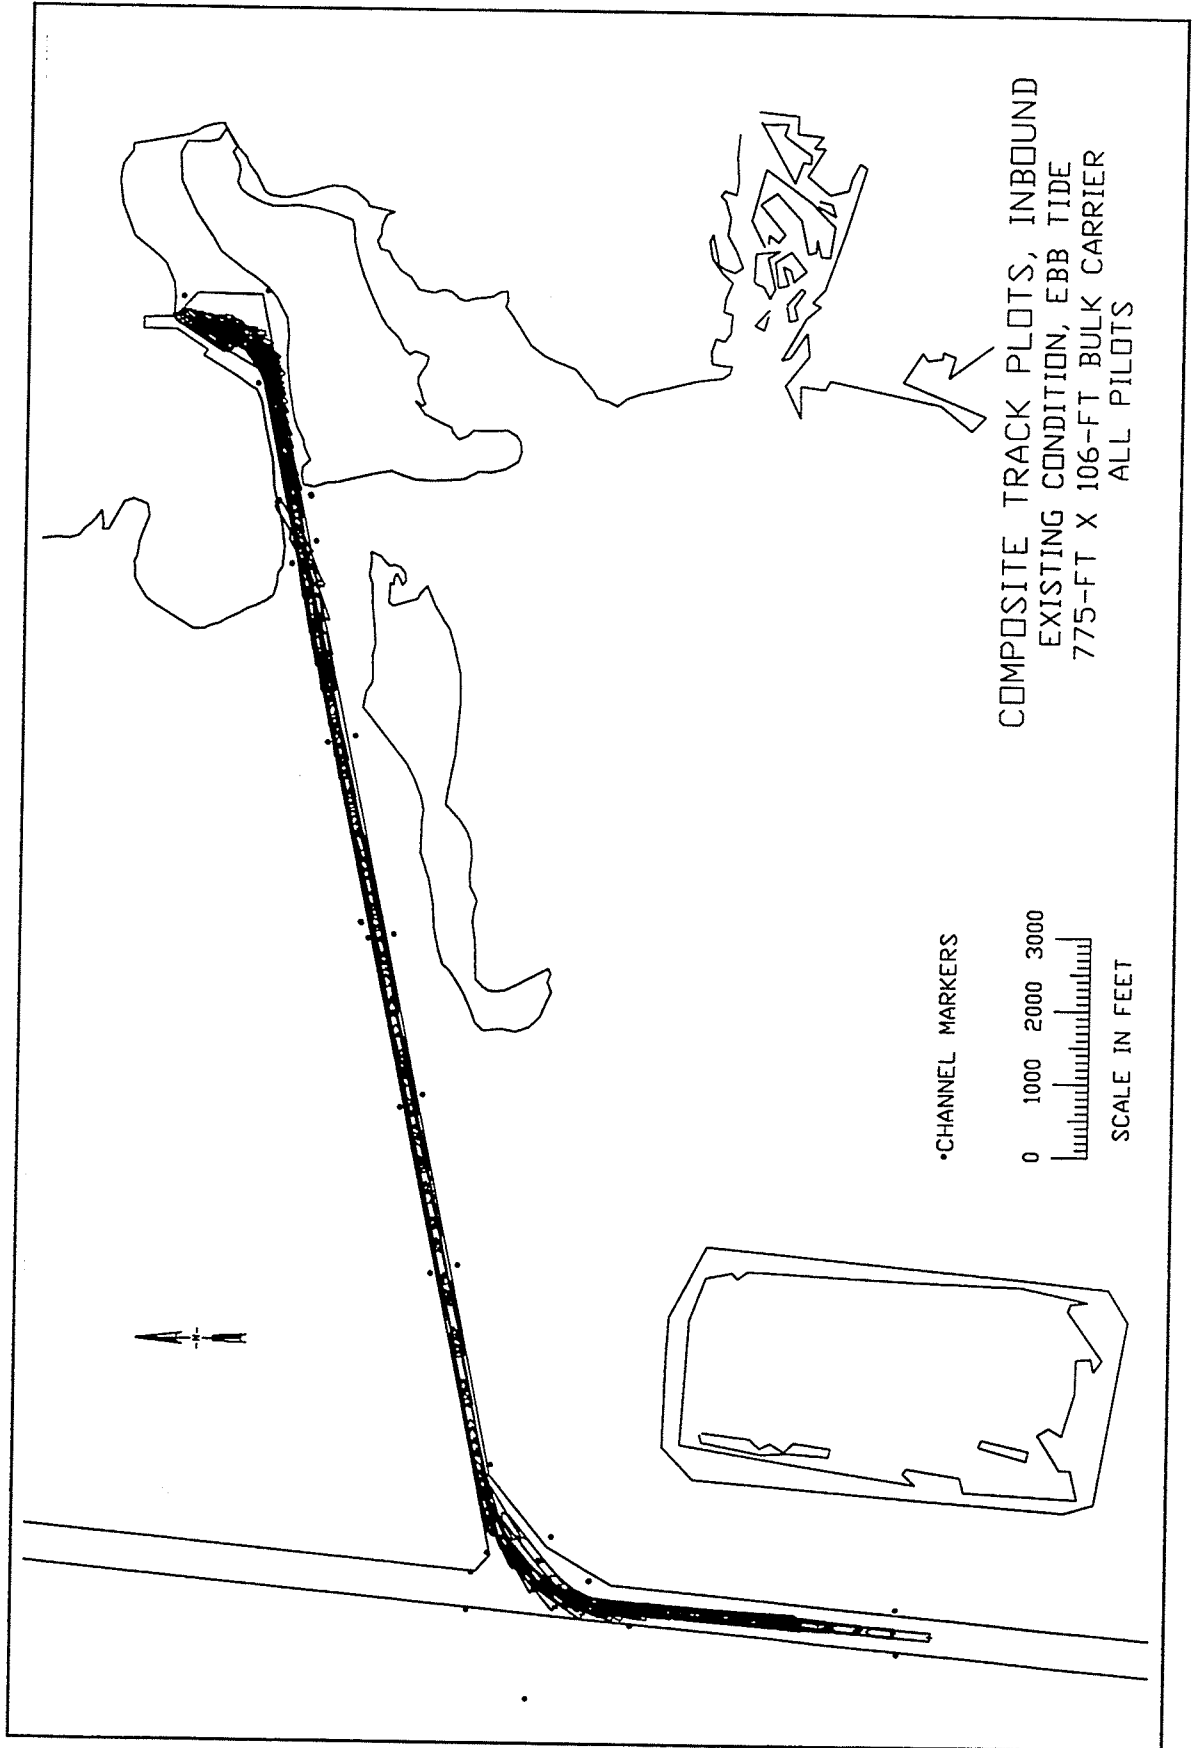 COMPOSITE TRACK PLOTS, INBOUND
EXISTING CONDITION, EBB TIDE
775-FT X 106-FT BULK CARRIER
ALL PILOTS
•CHANNEL MARKERS
0 1000 2000 3000
SCALE IN FEET
N